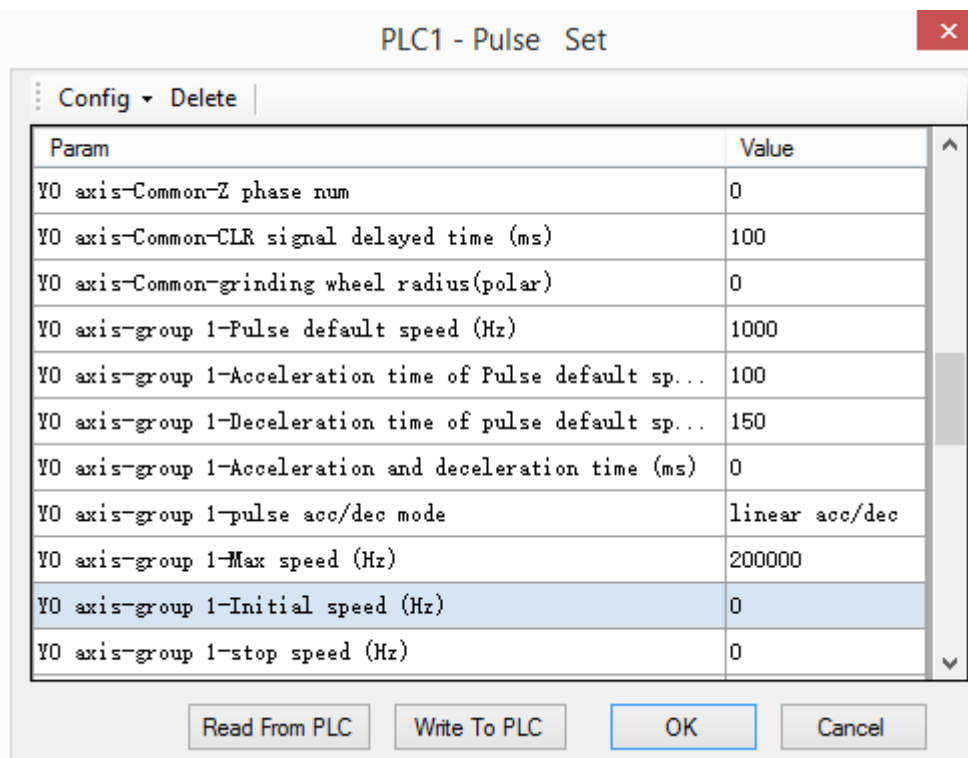 PLC1 - Pulse Set
Config Delete
Param Value
Y0 axis-Common-Z phase num 0
Y0 axis-Common-CLR signal delayed time (ms) 100
Y0 axis-Common-grinding wheel radius(polar) 0
Y0 axis-group 1-Pulse default speed (Hz) 1000
Y0 axis-group 1-Acceleration time of Pulse default sp... 100
Y0 axis-group 1-Deceleration time of pulse default sp... 150
Y0 axis-group 1-Acceleration and deceleration time (ms) 0
Y0 axis-group 1-pulse acc/dec mode linear acc/dec
Y0 axis-group 1-Max speed (Hz) 200000
Y0 axis-group 1-Initial speed (Hz) 0
Y0 axis-group 1-stop speed (Hz) 0
Read From PLC Write To PLC OK Cancel